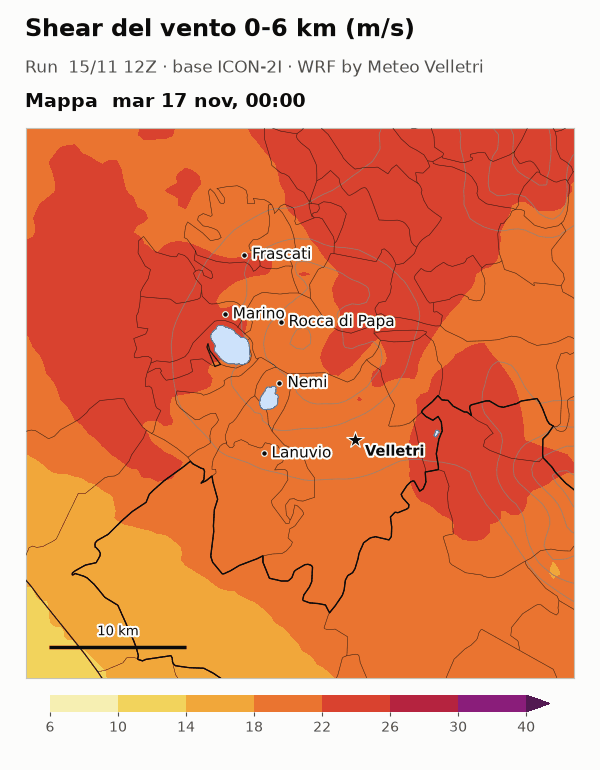 Shear del vento 0-6 km (m/s)
Run  15/11 12Z · base ICON-2I · WRF by Meteo Velletri
Mappa  mar 17 nov, 00:00
Frascati
Marino
Rocca di Papa
Nemi
Velletri
Lanuvio
10 km
6 10 14 18 22 26 30 40